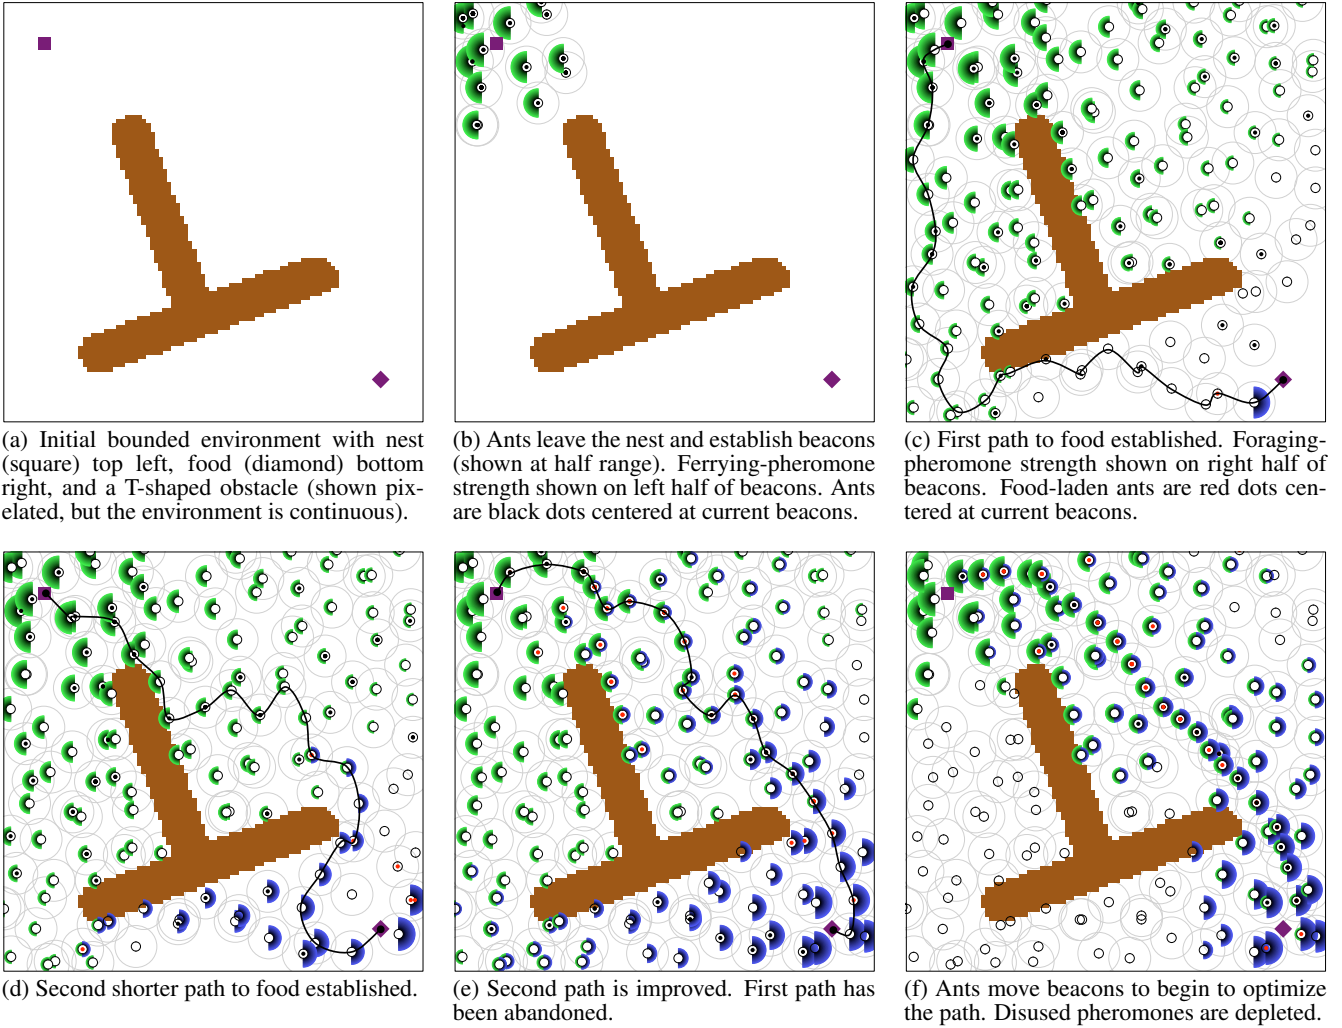 (a) Initial bounded environment with nest
(square) top left, food (diamond) bottom
right, and a T-shaped obstacle (shown pix-
elated, but the environment is continuous).
(b) Ants leave the nest and establish beacons
(shown at half range). Ferrying-pheromone
strength shown on left half of beacons. Ants
are black dots centered at current beacons.
(c) First path to food established. Foraging-
pheromone strength shown on right half of
beacons. Food-laden ants are red dots cen-
tered at current beacons.
(d) Second shorter path to food established.
(e) Second path is improved. First path has
been abandoned.
(f) Ants move beacons to begin to optimize
the path. Disused pheromones are depleted.